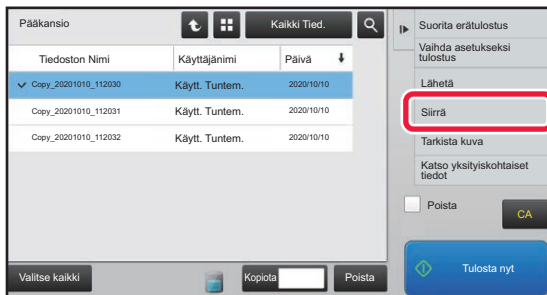 Pääkansio
Kaikki Tied.
Tiedoston Nimi
Käyttäjänimi
Päivä
Copy_20201010_112030
Käytt. Tuntem.
2020/10/10
Copy_20201010_112031
Käytt. Tuntem.
2020/10/10
Copy_20201010_112032
Käytt. Tuntem.
2020/10/10
Valitse kaikki
Kopiota
Poista
Suorita erätulostus
Vaihda asetukseksi
tulostus
Lähetä
Siirrä
Tarkista kuva
Katso yksityiskohtaiset
tiedot
Poista
CA
Tulosta nyt